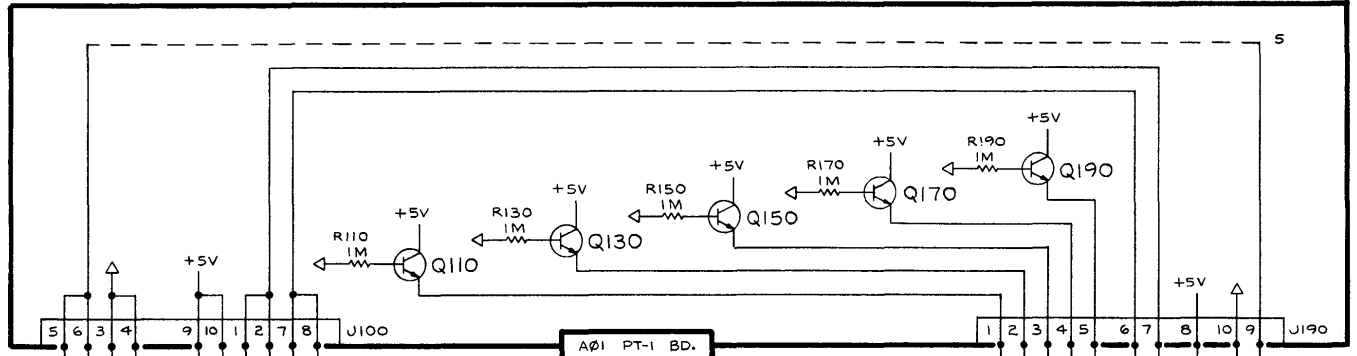 S
+5V
R190
1M
Q190
+5V
R170
1M
Q170
+5V
R150
1M
Q150
+5V
R130
1M
Q130
+5V
R110
1M
Q110
+5V
+5V
5 6 3 4 9 10 1 2 7 8 J100
1 2 3 4 5 6 7 8 10 9 J190
AØ1 PT-1 BD.